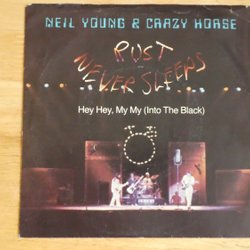 NEIL YOUNG & CRAZY HORSE
RUST
NEVER SLEEPS
Hey Hey, My My (Into The Black)